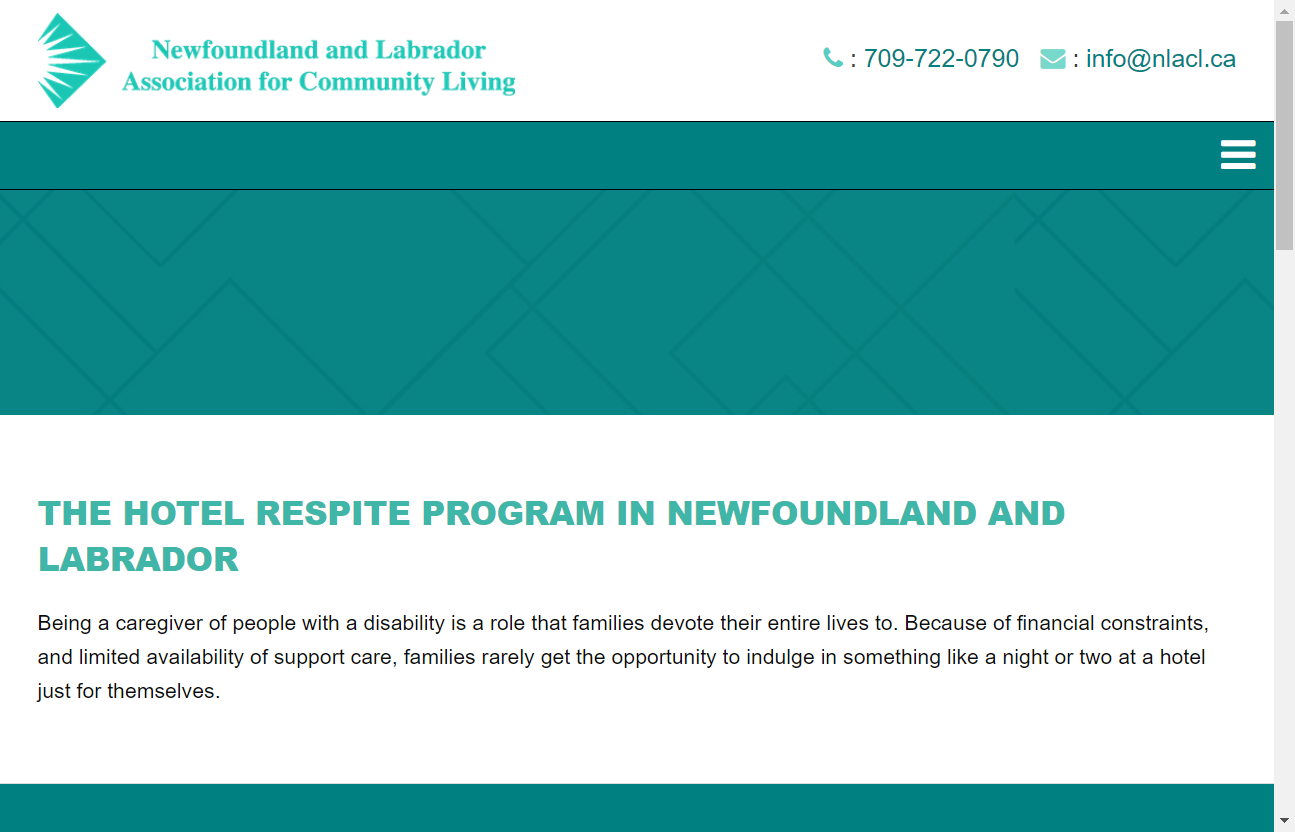 Newfoundland and Labrador
Association for Community Living
: 709-722-0790 : info@nlacl.ca
THE HOTEL RESPITE PROGRAM IN NEWFOUNDLAND AND
LABRADOR
Being a caregiver of people with a disability is a role that families devote their entire lives to. Because of financial constraints,
and limited availability of support care, families rarely get the opportunity to indulge in something like a night or two at a hotel
just for themselves.